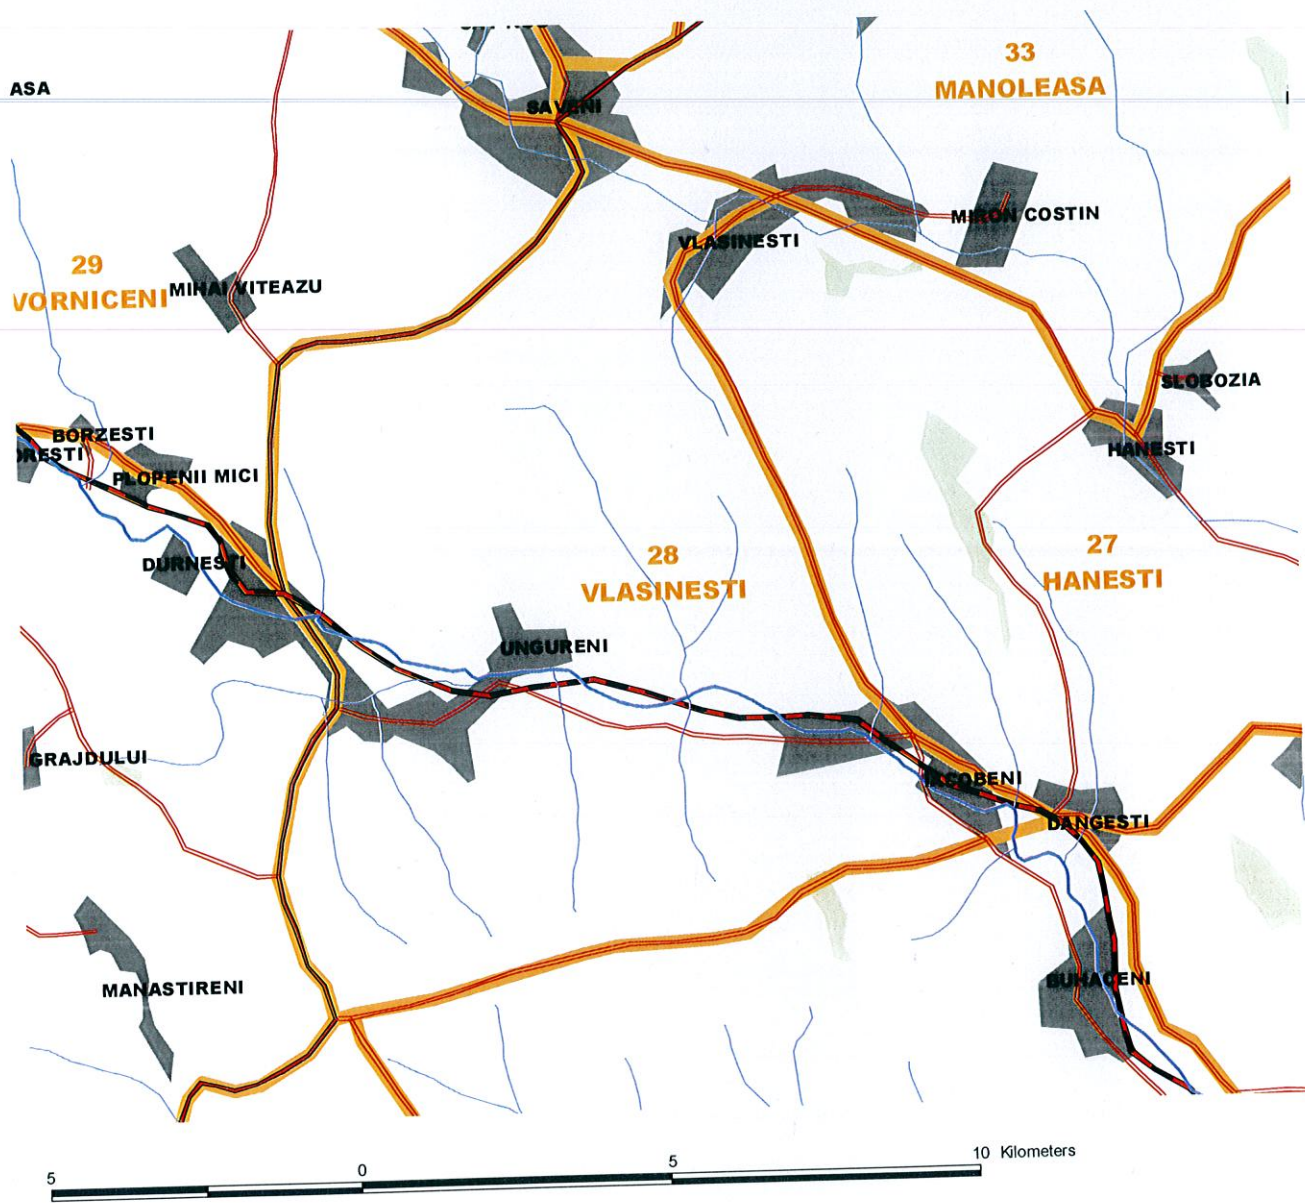 ASA
33
MANOLEASA
SAVENI
MIRON COSTIN
VLASINESTI
29
VORNICENI
MIHAI VITEAZU
SLOBOZIA
BORZESTI
ORESTI
PLOPENII MICI
HANESTI
DURNESTI
28
VLASINESTI
27
HANESTI
UNGURENI
GRAJDULUI
IACOBENI
DANGESTI
MANASTIRENI
BUHACENI
5 0 5 10 Kilometers